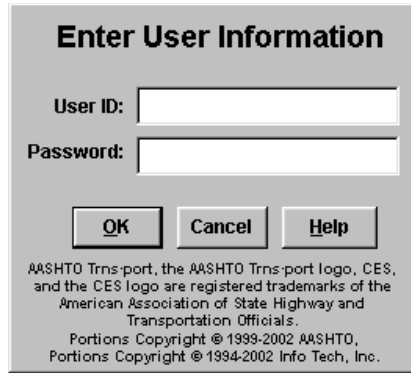 Enter User Information
User ID:
Password:
OK Cancel Help
AASHTO Trns·port, the AASHTO Trns·port logo, CES,
and the CES logo are registered trademarks of the
American Association of State Highway and
Transportation Officials.
Portions Copyright © 1999-2002 AASHTO,
Portions Copyright © 1994-2002 Info Tech, Inc.